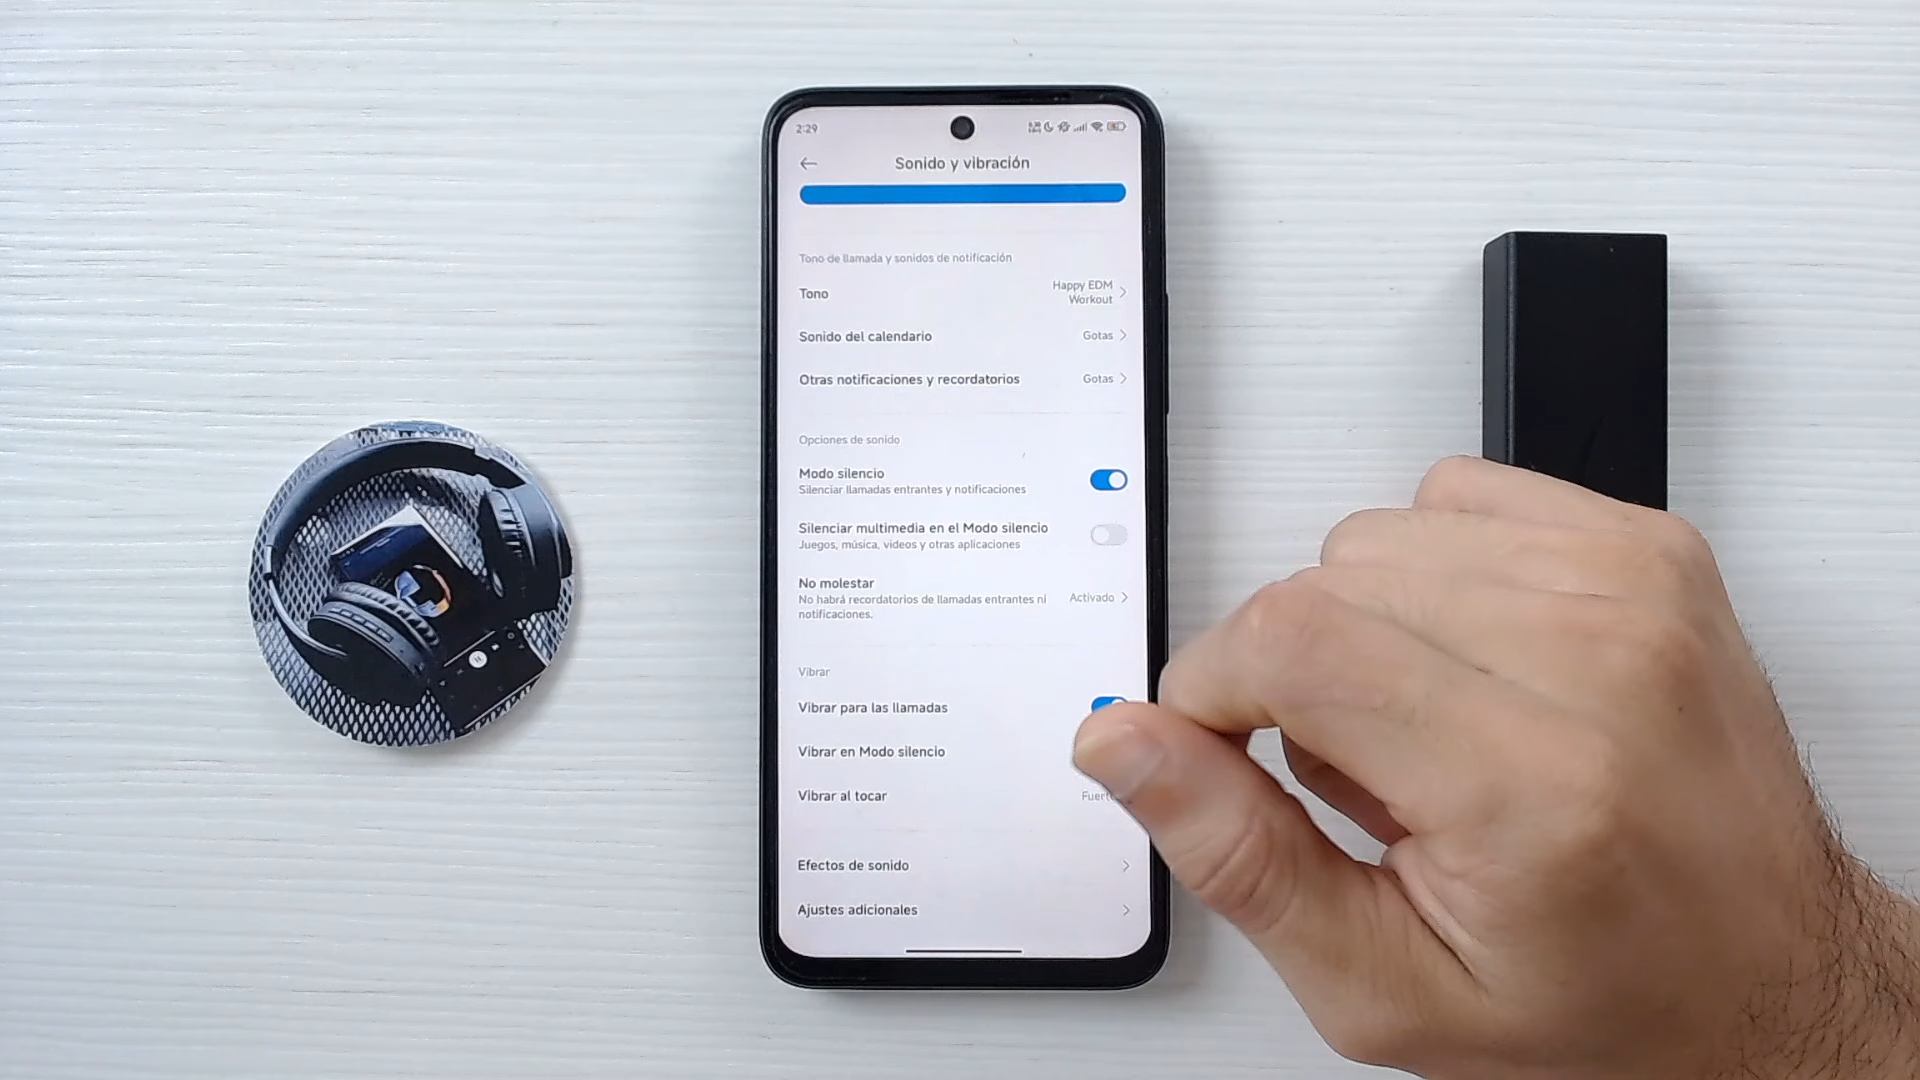 2:29
Sonido y vibración
Tono de llamada y sonidos de notificación
Tono
Happy EDM
Workout
Sonido del calendario
Gotas
Otras notificaciones y recordatorios
Gotas
Opciones de sonido
Modo silencio
Silenciar llamadas entrantes y notificaciones
Silenciar multimedia en el Modo silencio
Juegos, música, videos y otras aplicaciones
No molestar
No habrá recordatorios de llamadas entrantes ni
notificaciones.
Activado
Vibrar
Vibrar para las llamadas
Vibrar en Modo silencio
Vibrar al tocar
Efectos de sonido
Ajustes adicionales